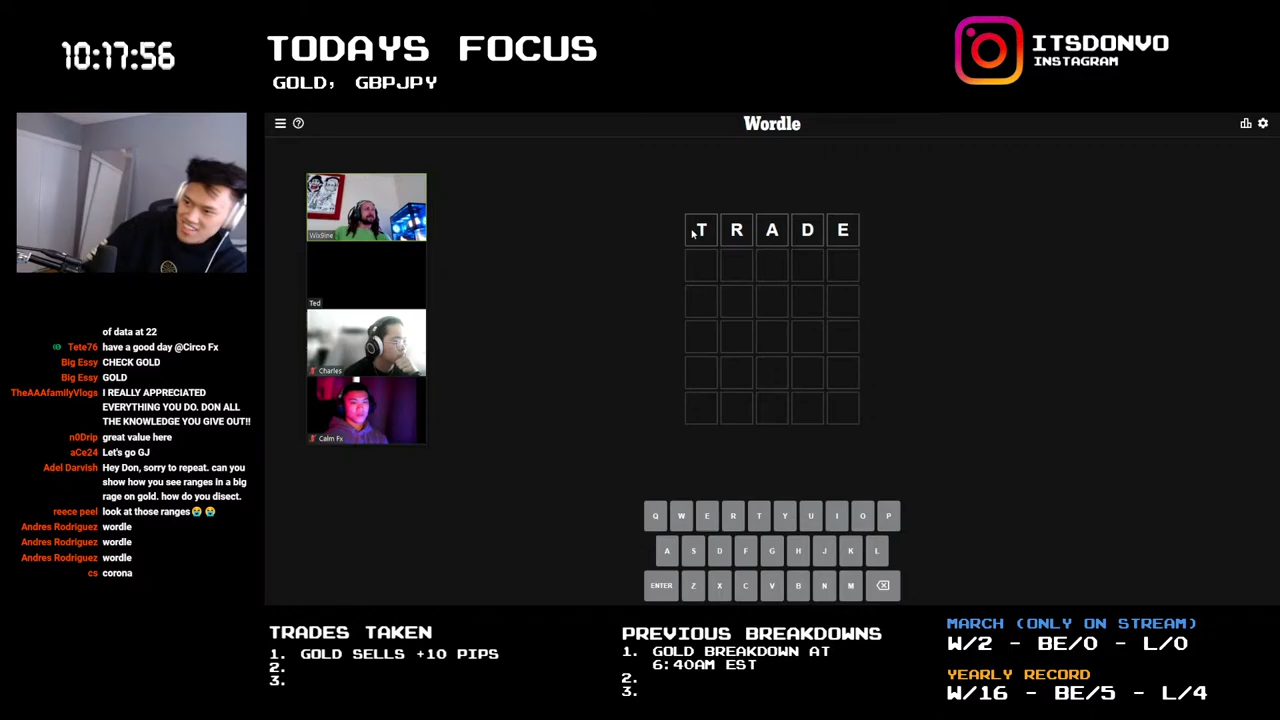 10:17:56
TODAYS FOCUS
GOLD, GBPJPY
ITSDONVO
INSTAGRAM
Wordle
Wix9ine
Ted
Charles
Calm Fx
T R A D E
Q W E R T Y U I O P
A S D F G H J K L
ENTER Z X C V B N M
of data at 22
Tete76 have a good day @Circo Fx
Big Essy CHECK GOLD
Big Essy GOLD
TheAAAfamilyVlogs I REALLY APPRECIATED
EVERYTHING YOU DO. DON ALL
THE KNOWLEDGE YOU GIVE OUT!!
n0Drip great value here
aCe24 Let's go GJ
Adel Darvish Hey Don, sorry to repeat. can you
show how you see ranges in a big
rage on gold. how do you disect.
reece peel look at those ranges😭😭
Andres Rodriguez wordle
Andres Rodriguez wordle
Andres Rodriguez wordle
cs corona
TRADES TAKEN
1. GOLD SELLS +10 PIPS
2.
3.
PREVIOUS BREAKDOWNS
1. GOLD BREAKDOWN AT
6:40AM EST
2.
3.
MARCH (ONLY ON STREAM)
W/2 - BE/0 - L/0
YEARLY RECORD
W/16 - BE/5 - L/4